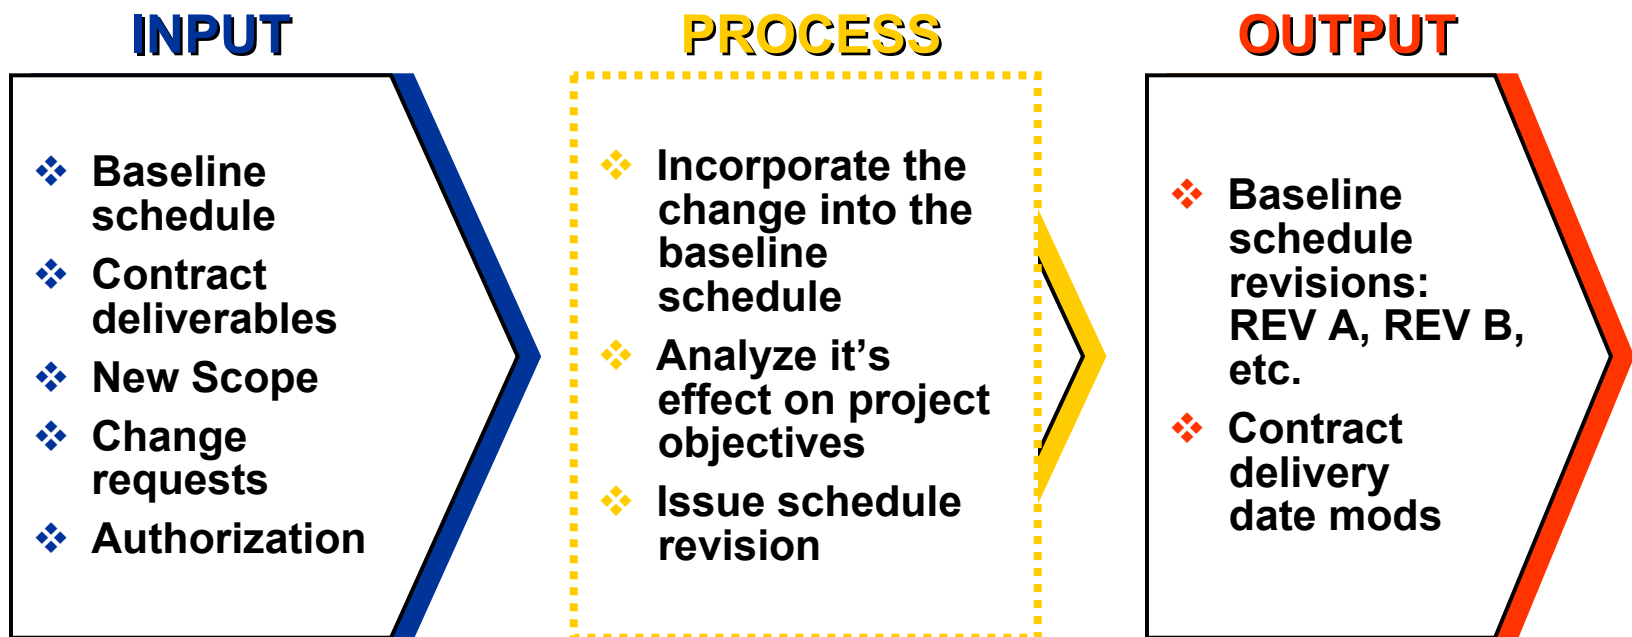 INPUT
Baseline
schedule
Contract
deliverables
New Scope
Change
requests
Authorization
PROCESS
Incorporate the
change into the
baseline
schedule
Analyze it’s
effect on project
objectives
Issue schedule
revision
OUTPUT
Baseline
schedule
revisions:
REV A, REV B,
etc.
Contract
delivery
date mods